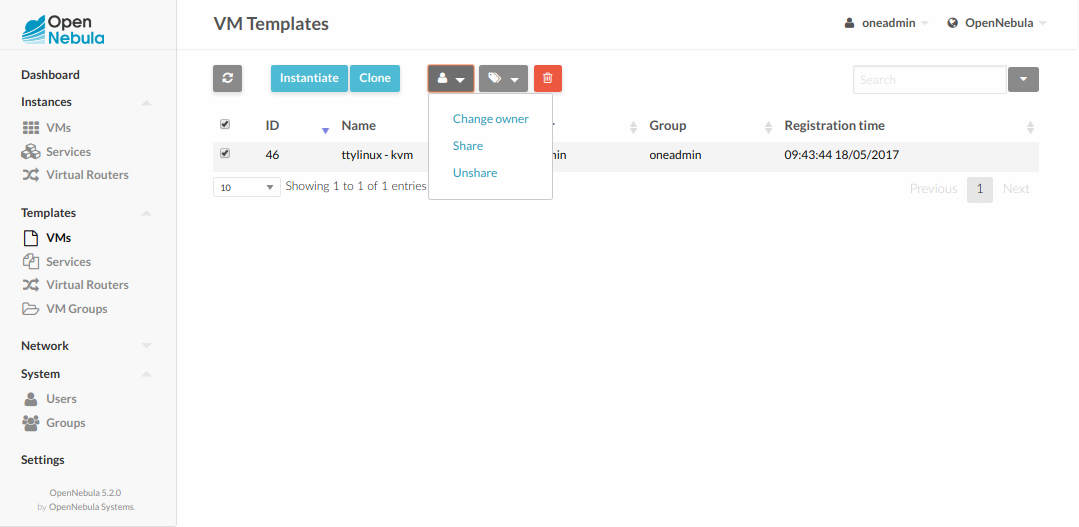 Open
Nebula
VM Templates
oneadmin
OpenNebula
Dashboard
Instances
VMs
Services
Virtual Routers
Templates
VMs
Services
Virtual Routers
VM Groups
Network
System
Users
Groups
Settings
OpenNebula 5.2.0
by OpenNebula Systems.
Instantiate
Clone
Search
Change owner
Share
Unshare
ID
Name
Group
Registration time
46
ttylinux - kvm
oneadmin
09:43:44 18/05/2017
10
Showing 1 to 1 of 1 entries
Previous
1
Next